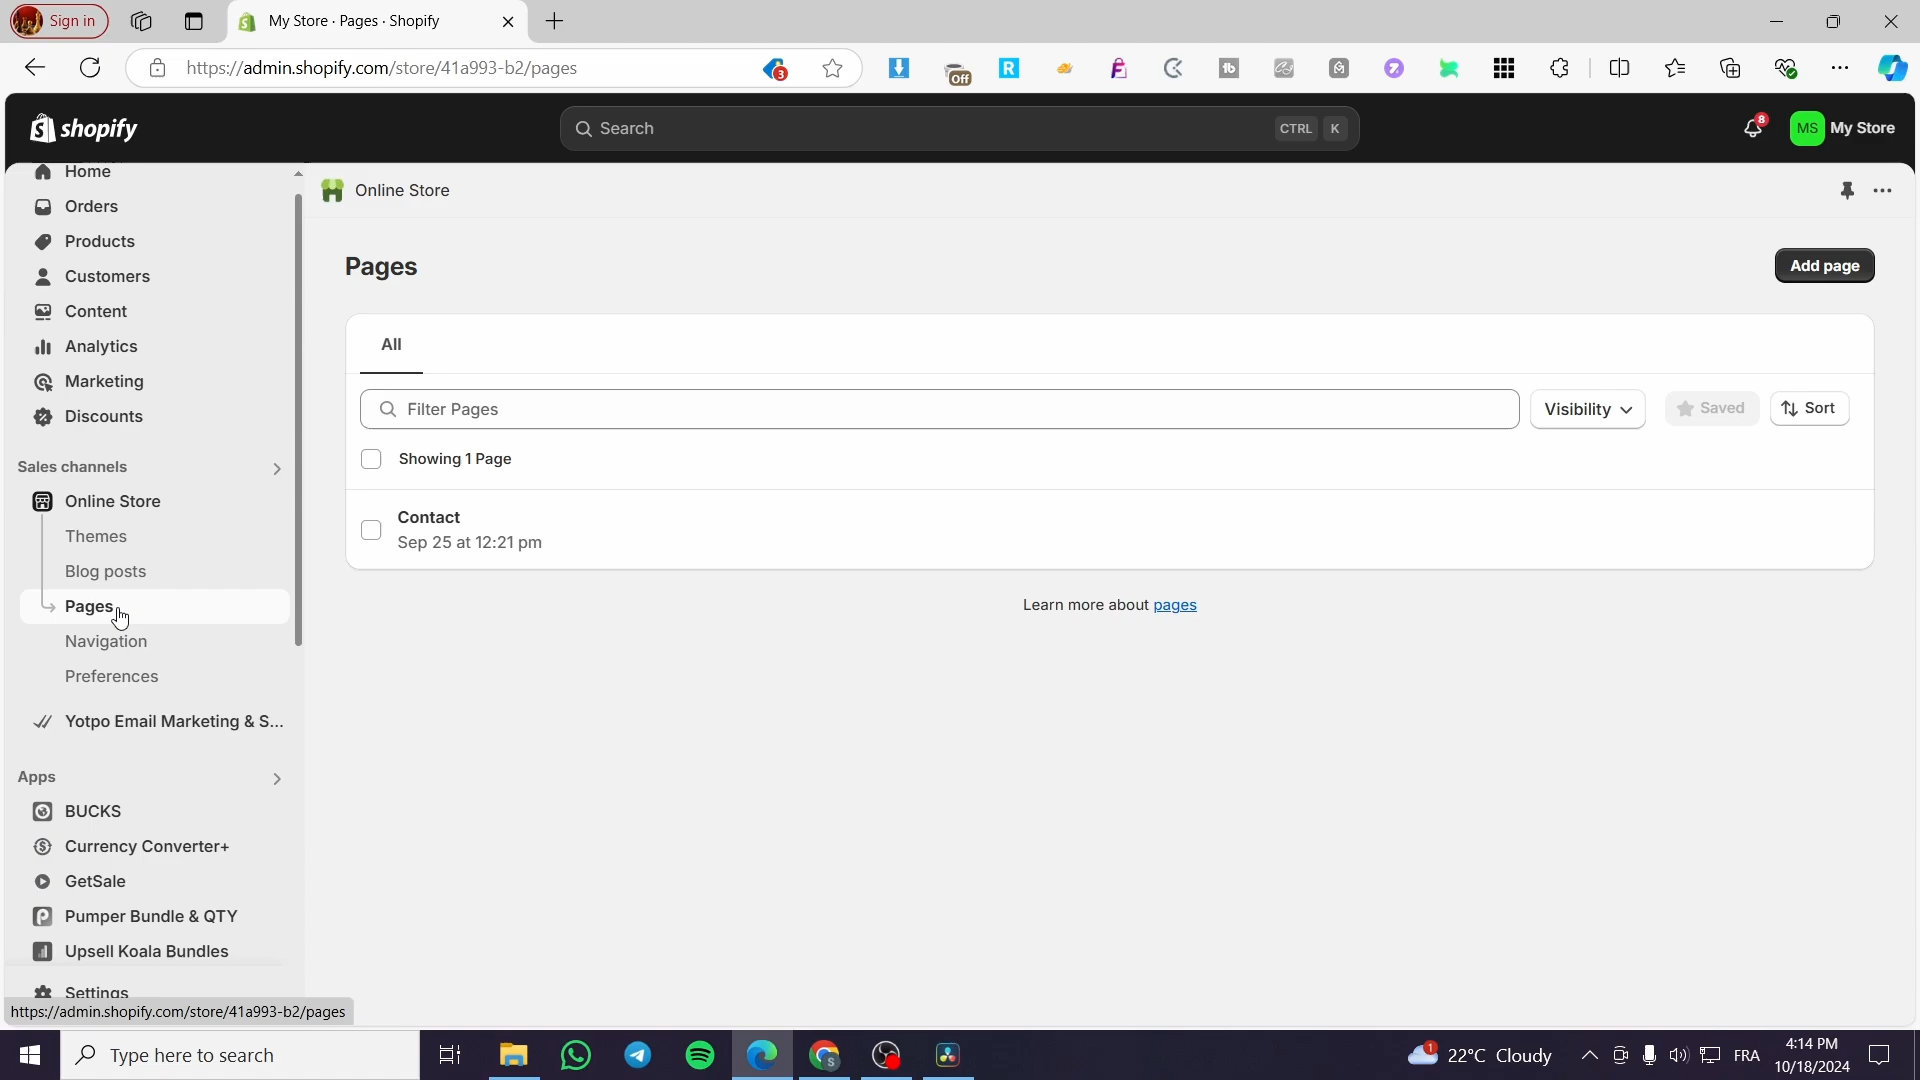 Sign in
My Store · Pages · Shopify
https://admin.shopify.com/store/41a993-b2/pages
3
Off
R
tb
shopify
Search
CTRL K
8
MS My Store
Home
Orders
Products
Customers
Content
Analytics
Marketing
Discounts
Sales channels
Online Store
Themes
Blog posts
Pages
Navigation
Preferences
Yotpo Email Marketing & S...
Apps
BUCKS
Currency Converter+
GetSale
Pumper Bundle & QTY
Upsell Koala Bundles
Settings
https://admin.shopify.com/store/41a993-b2/pages
Online Store
Pages
Add page
All
Filter Pages
Visibility
Saved
Sort
Showing 1 Page
Contact
Sep 25 at 12:21 pm
Learn more about pages
Type here to search
1
22°C Cloudy
FRA
4:14 PM
10/18/2024